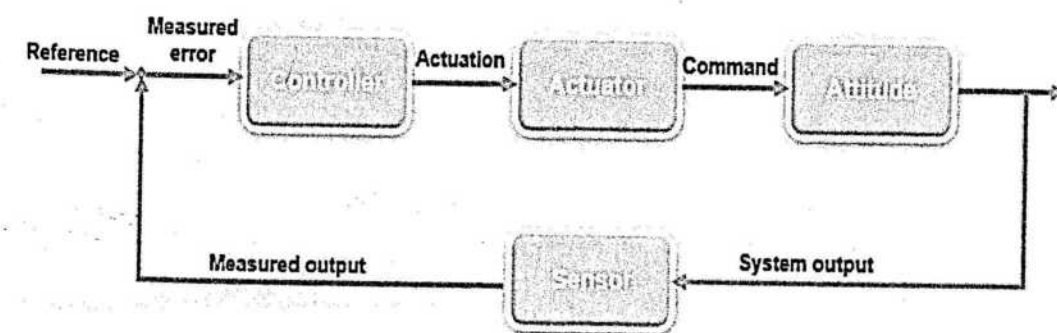 Reference
Measured
error
Controller
Actuation
Actuator
Command
Attitude
Measured output
Sensor
System output